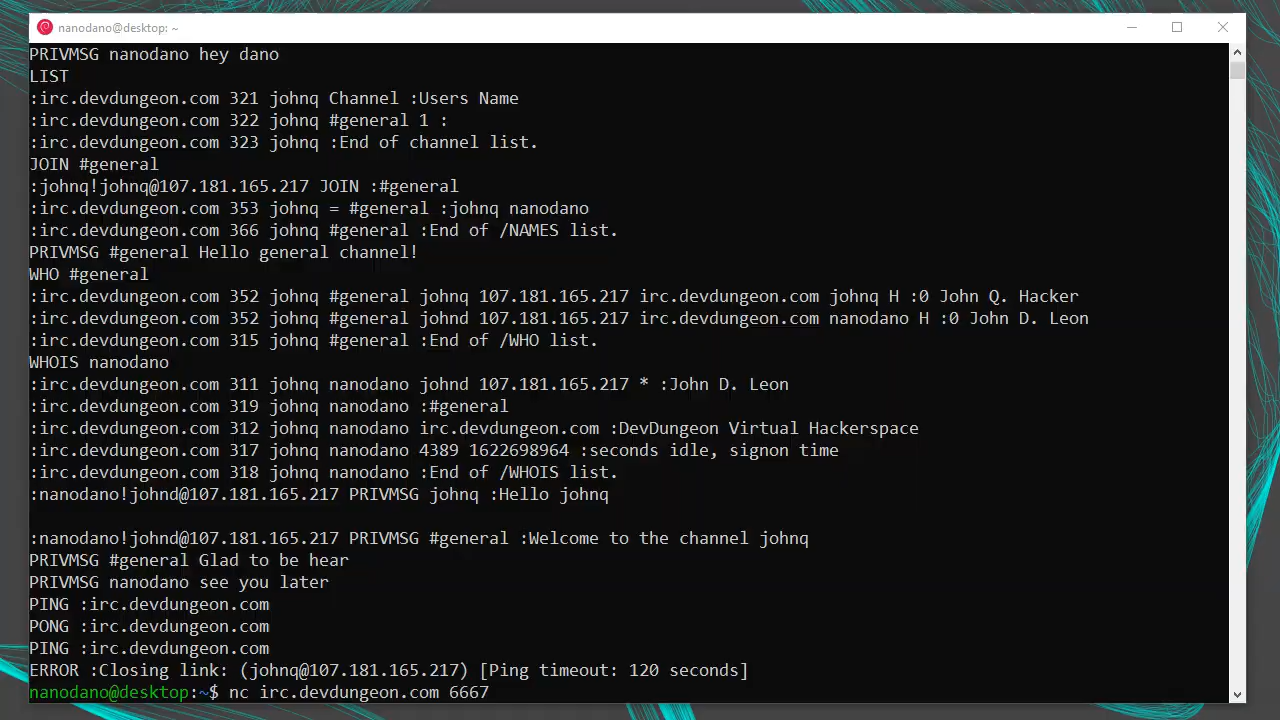 nanodano@desktop: ~
PRIVMSG nanodano hey dano
LIST
:irc.devdungeon.com 321 johnq Channel :Users Name
:irc.devdungeon.com 322 johnq #general 1 :
:irc.devdungeon.com 323 johnq :End of channel list.
JOIN #general
:johnq!johnq@107.181.165.217 JOIN :#general
:irc.devdungeon.com 353 johnq = #general :johnq nanodano
:irc.devdungeon.com 366 johnq #general :End of /NAMES list.
PRIVMSG #general Hello general channel!
WHO #general
:irc.devdungeon.com 352 johnq #general johnq 107.181.165.217 irc.devdungeon.com johnq H :0 John Q. Hacker
:irc.devdungeon.com 352 johnq #general johnd 107.181.165.217 irc.devdungeon.com nanodano H :0 John D. Leon
:irc.devdungeon.com 315 johnq #general :End of /WHO list.
WHOIS nanodano
:irc.devdungeon.com 311 johnq nanodano johnd 107.181.165.217 * :John D. Leon
:irc.devdungeon.com 319 johnq nanodano :#general
:irc.devdungeon.com 312 johnq nanodano irc.devdungeon.com :DevDungeon Virtual Hackerspace
:irc.devdungeon.com 317 johnq nanodano 4389 1622698964 :seconds idle, signon time
:irc.devdungeon.com 318 johnq nanodano :End of /WHOIS list.
:nanodano!johnd@107.181.165.217 PRIVMSG johnq :Hello johnq
:nanodano!johnd@107.181.165.217 PRIVMSG #general :Welcome to the channel johnq
PRIVMSG #general Glad to be hear
PRIVMSG nanodano see you later
PING :irc.devdungeon.com
PONG :irc.devdungeon.com
PING :irc.devdungeon.com
ERROR :Closing link: (johnq@107.181.165.217) [Ping timeout: 120 seconds]
nanodano@desktop:~$ nc irc.devdungeon.com 6667